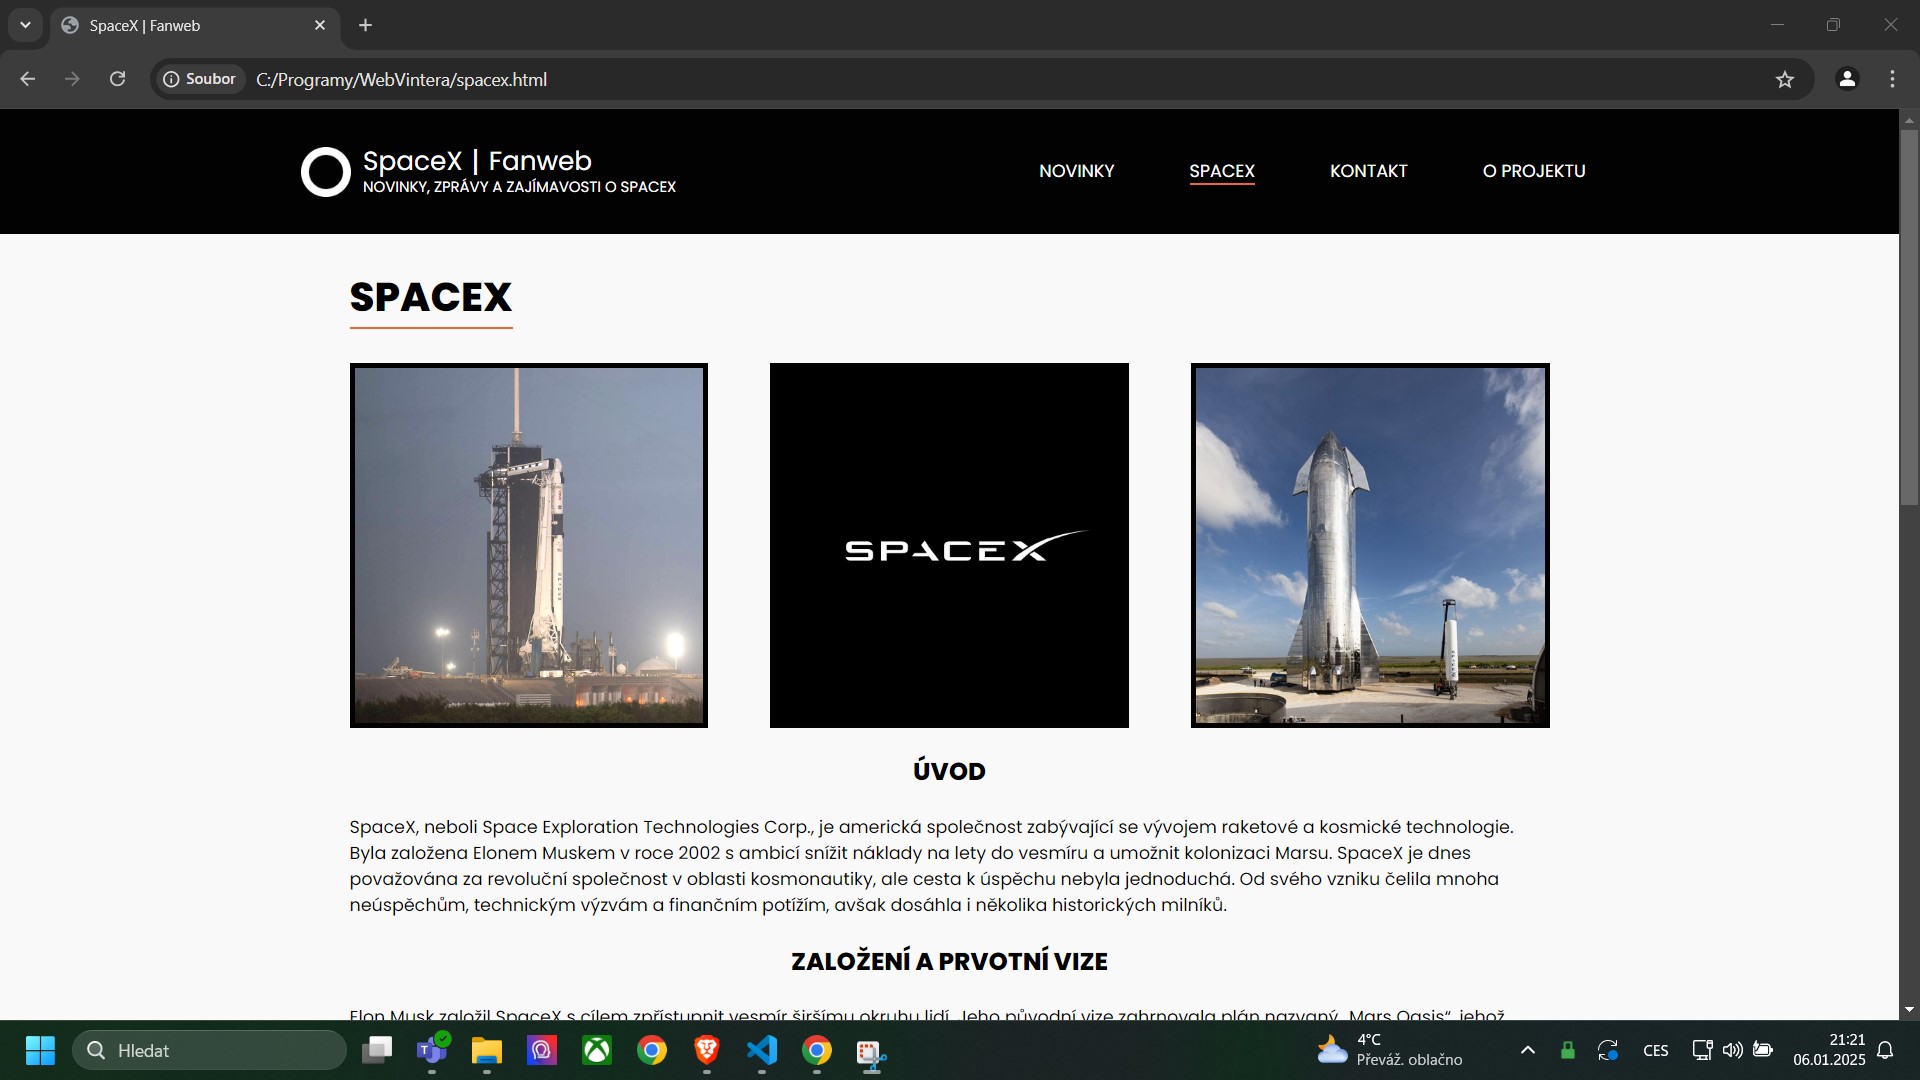 SpaceX | Fanweb
Soubor
C:/Programy/WebVintera/spacex.html
SpaceX | Fanweb
NOVINKY, ZPRÁVY A ZAJÍMAVOSTI O SPACEX
NOVINKY
SPACEX
KONTAKT
O PROJEKTU
SPACEX
SPACEX
ÚVOD
SpaceX, neboli Space Exploration Technologies Corp., je americká společnost zabývající se vývojem raketové a kosmické technologie.
Byla založena Elonem Muskem v roce 2002 s ambicí snížit náklady na lety do vesmíru a umožnit kolonizaci Marsu. SpaceX je dnes
považována za revoluční společnost v oblasti kosmonautiky, ale cesta k úspěchu nebyla jednoduchá. Od svého vzniku čelila mnoha
neúspěchům, technickým výzvám a finančním potížím, avšak dosáhla i několika historických milníků.
ZALOŽENÍ A PRVOTNÍ VIZE
Elon Musk založil SpaceX s cílem zpřístupnit vesmír širšímu okruhu lidí. Jeho původní vize zahrnovala plán nazvaný „Mars Oasis“, jehož
Hledat
4°C
Převáž. oblačno
CES
21:21
06.01.2025